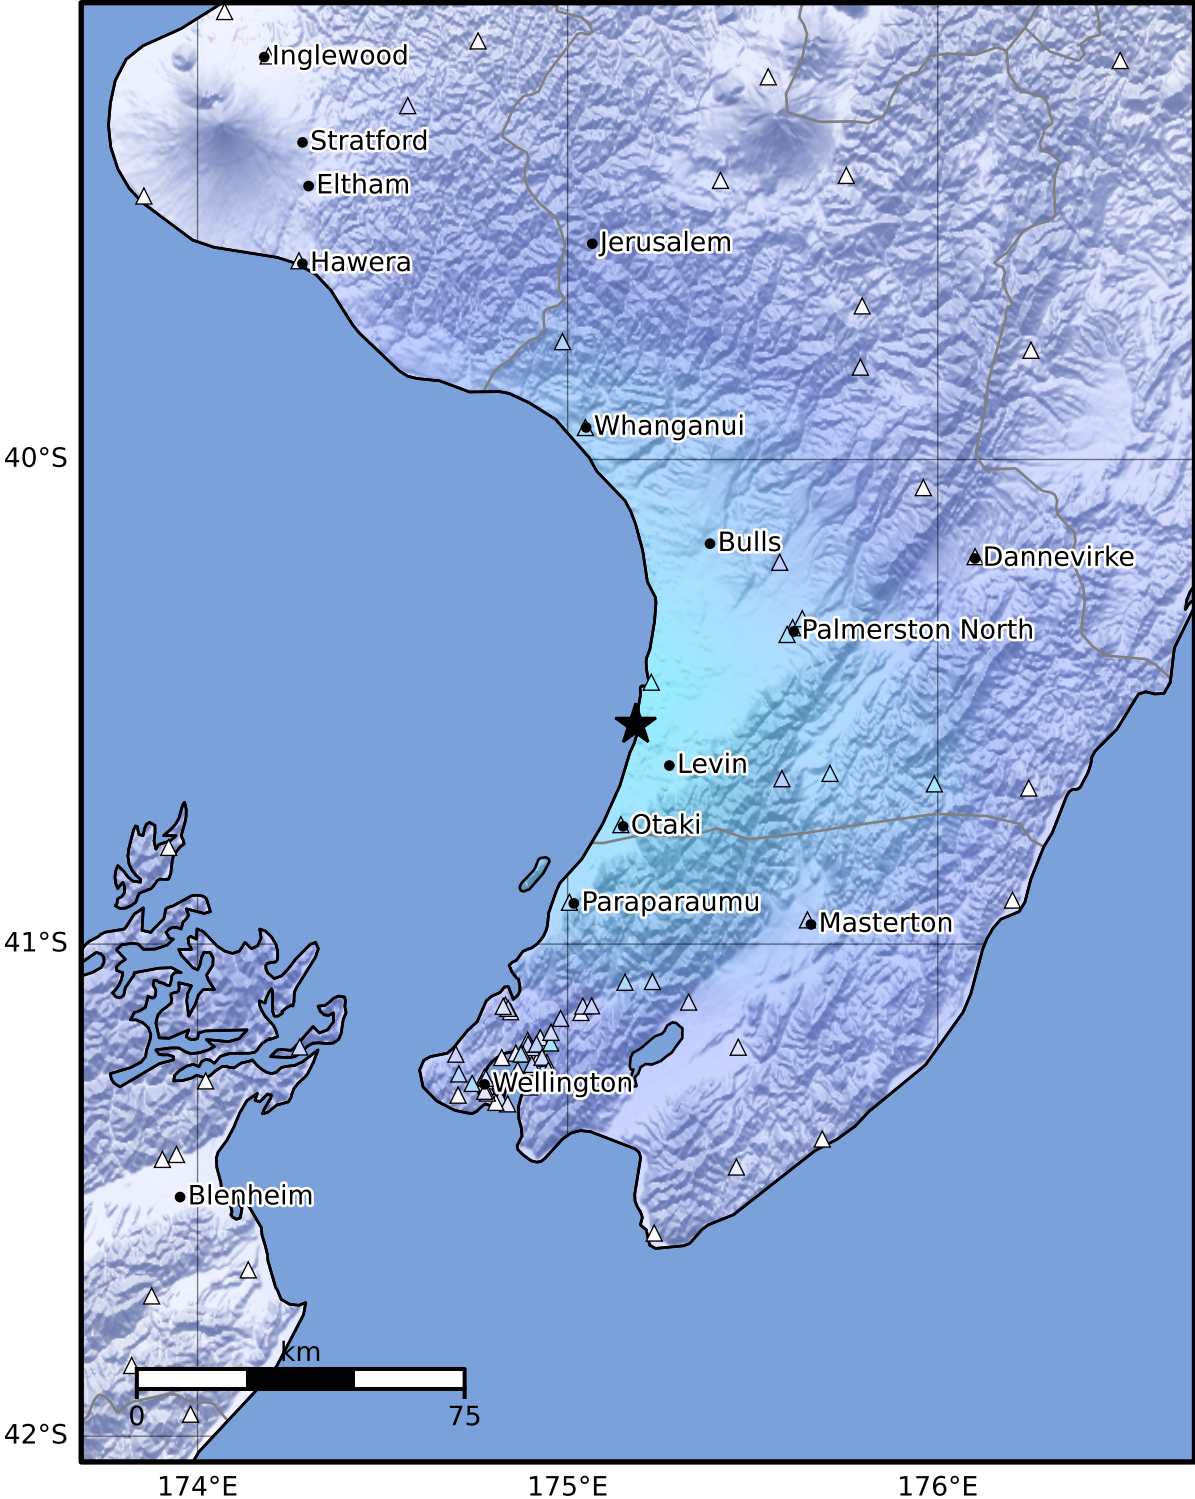 Inglewood
Stratford
Eltham
Jerusalem
Hawera
Whanganui
40°S
Bulls
Dannevirke
Palmerston North
Levin
Otaki
Paraparaumu
Masterton
41°S
Wellington
Blenheim
km
0 75
42°S
174°E 175°E 176°E